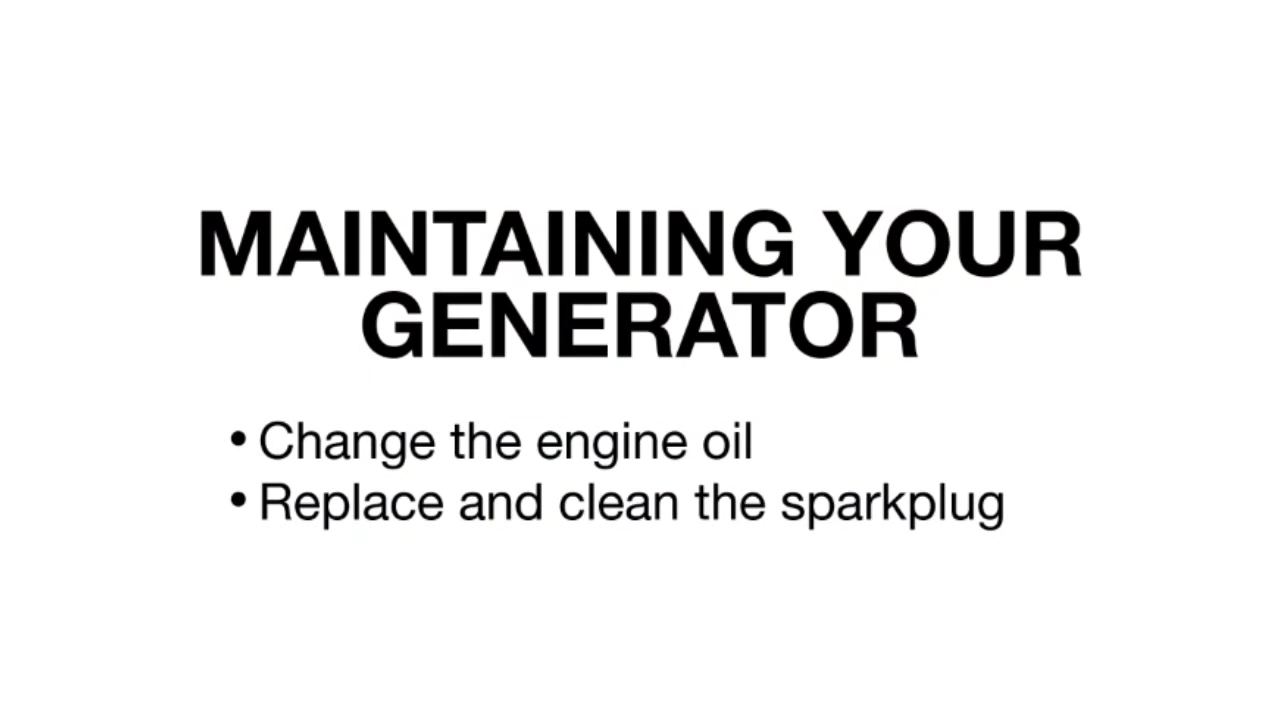 MAINTAINING YOUR
GENERATOR
• Change the engine oil
• Replace and clean the sparkplug